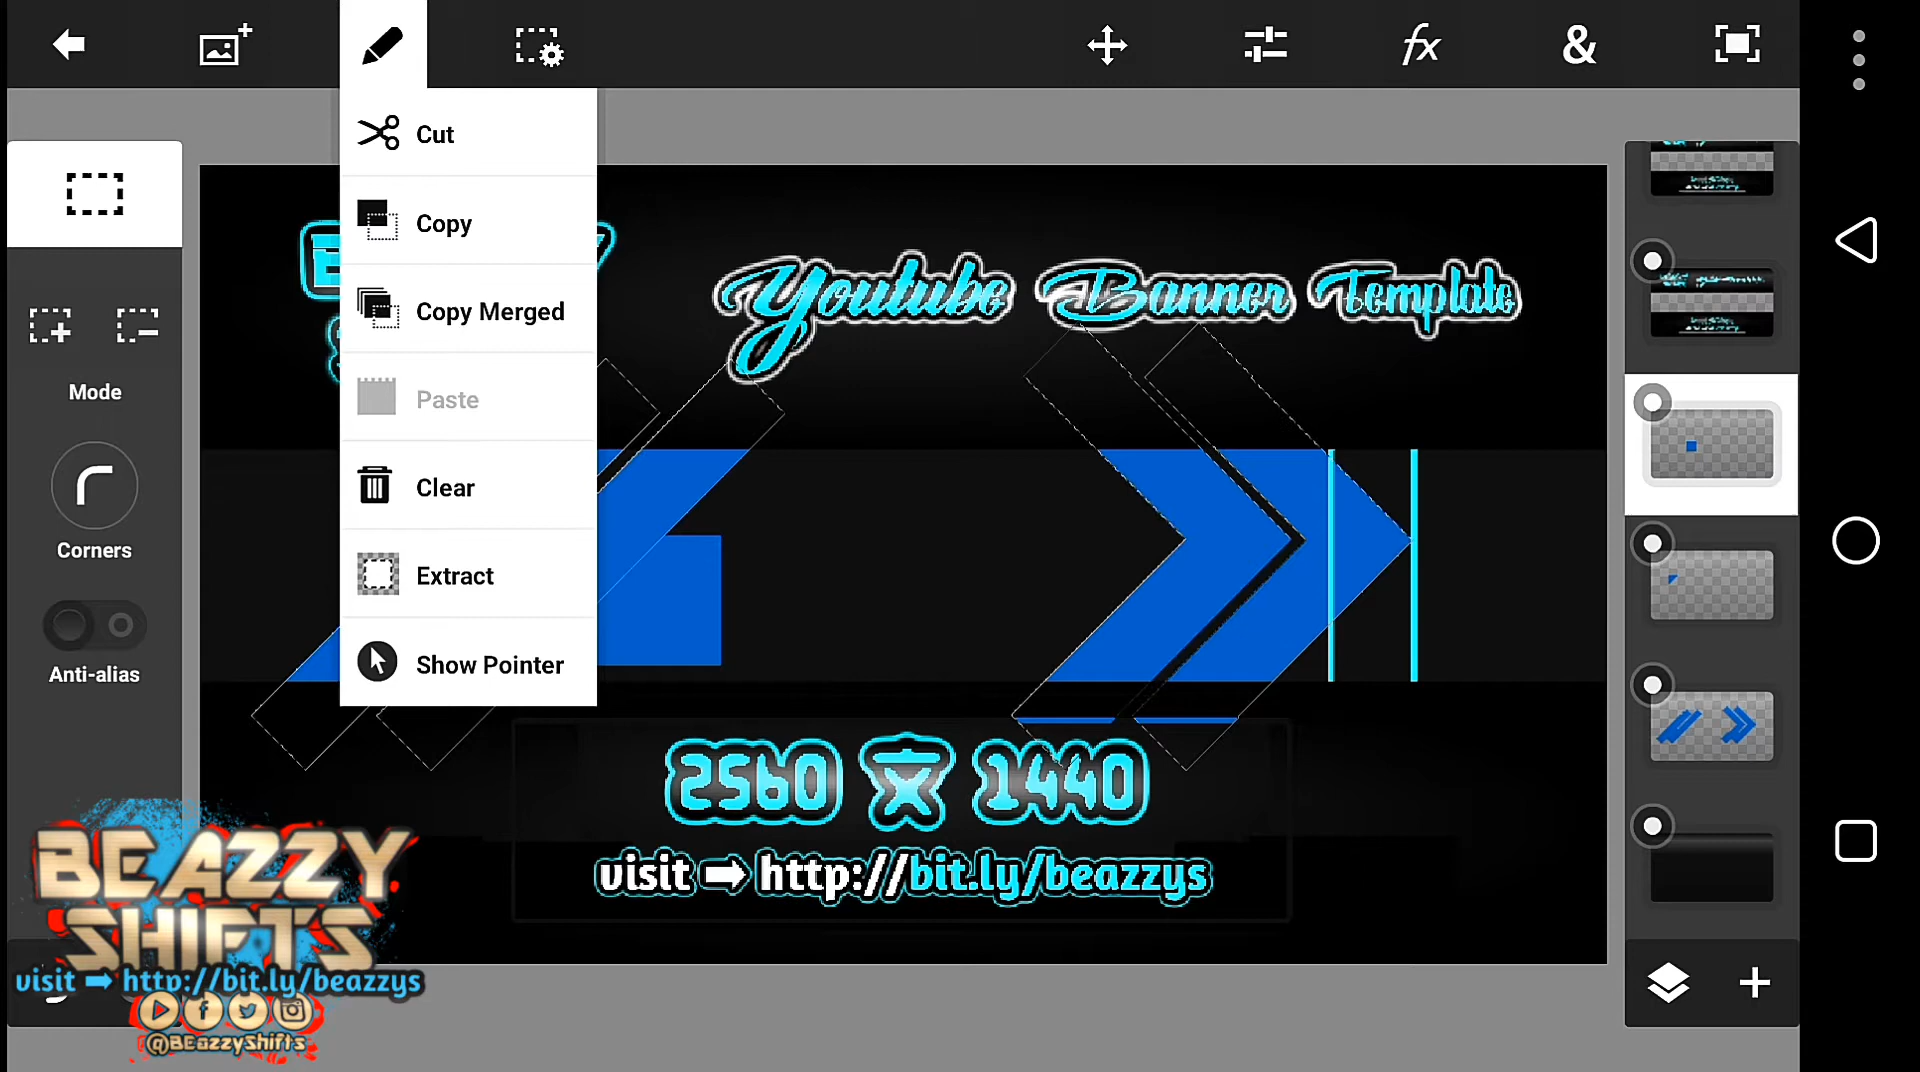 fx
&
Cut
Copy
Copy Merged
Paste
Clear
Extract
Show Pointer
Mode
Corners
Anti-alias
Youtube Banner Template
2560 X 1440
visit ➡ http://bit.ly/beazzys
BEAZZY
SHIFTS
visit ➡ http://bit.ly/beazzys
@BEazzyShifts